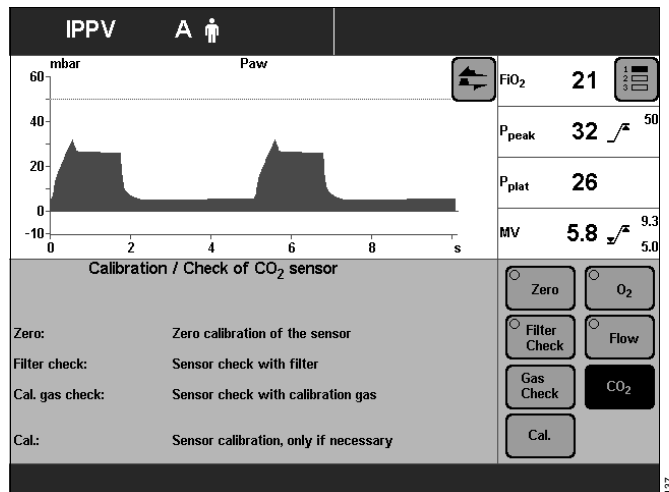 IPPV A
mbar Paw
60
40
20
0
-10
0 2 4 6 8 s
FiO2 21 1 2 3
Ppeak 32 50
Pplat 26
MV 5.8 9.3
5.0
Calibration / Check of CO2 sensor
Zero: Zero calibration of the sensor
Filter check: Sensor check with filter
Cal. gas check: Sensor check with calibration gas
Cal.: Sensor calibration, only if necessary
Zero O2
Filter Check Flow
Gas Check CO2
Cal.